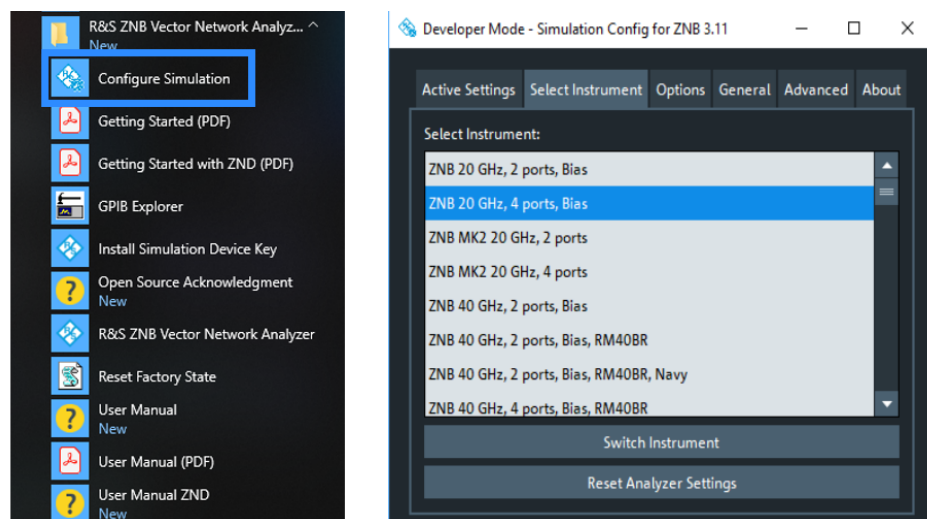 R&S ZNB Vector Network Analyz...
New
Configure Simulation
Getting Started (PDF)
Getting Started with ZND (PDF)
GPIB Explorer
Install Simulation Device Key
Open Source Acknowledgment
New
R&S ZNB Vector Network Analyzer
Reset Factory State
User Manual
New
User Manual (PDF)
User Manual ZND
New
Developer Mode - Simulation Config for ZNB 3.11
Active Settings Select Instrument Options General Advanced About
Select Instrument:
ZNB 20 GHz, 2 ports, Bias
ZNB 20 GHz, 4 ports, Bias
ZNB MK2 20 GHz, 2 ports
ZNB MK2 20 GHz, 4 ports
ZNB 40 GHz, 2 ports, Bias
ZNB 40 GHz, 2 ports, Bias, RM40BR
ZNB 40 GHz, 2 ports, Bias, RM40BR, Navy
ZNB 40 GHz, 4 ports, Bias, RM40BR
Switch Instrument
Reset Analyzer Settings